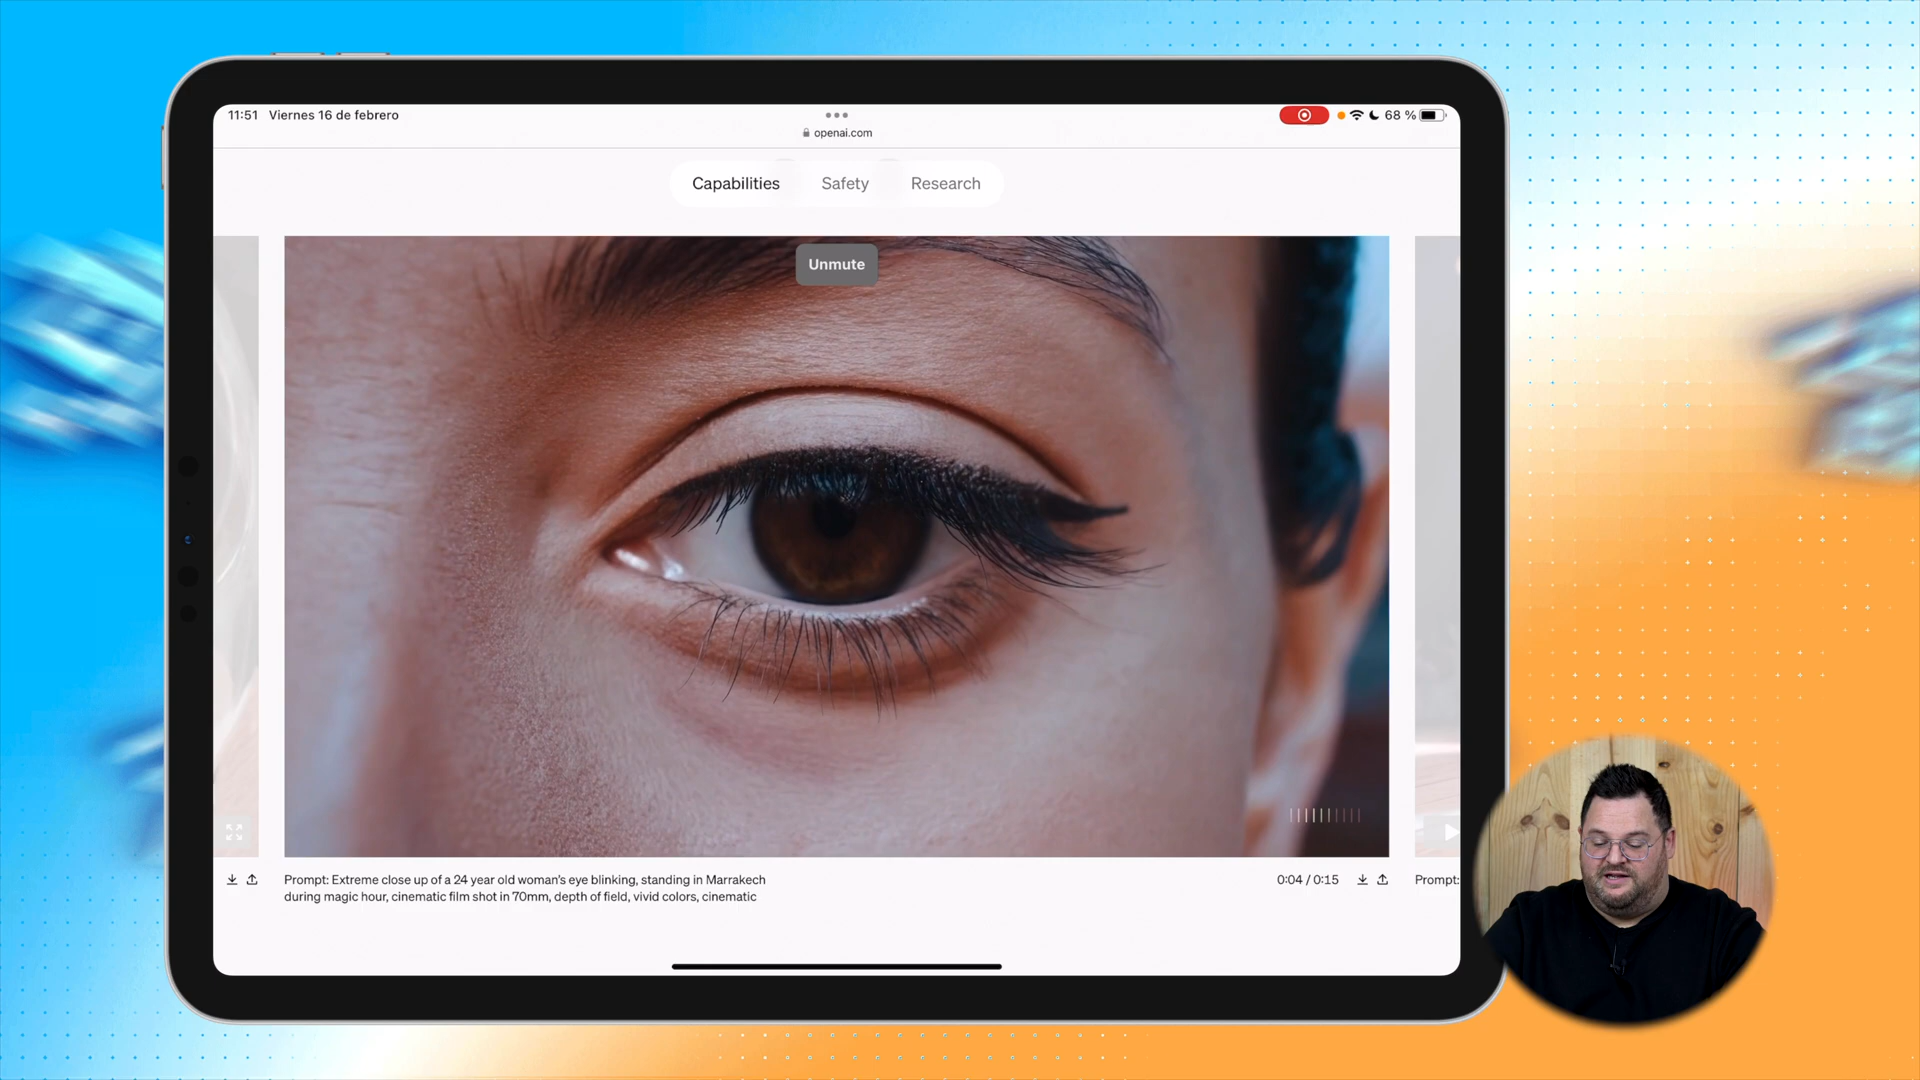 11:51 Viernes 16 de febrero
68 %
openai.com
Capabilities Safety Research
Unmute
Prompt: Extreme close up of a 24 year old woman's eye blinking, standing in Marrakech
during magic hour, cinematic film shot in 70mm, depth of field, vivid colors, cinematic
0:04 / 0:15
Prompt: